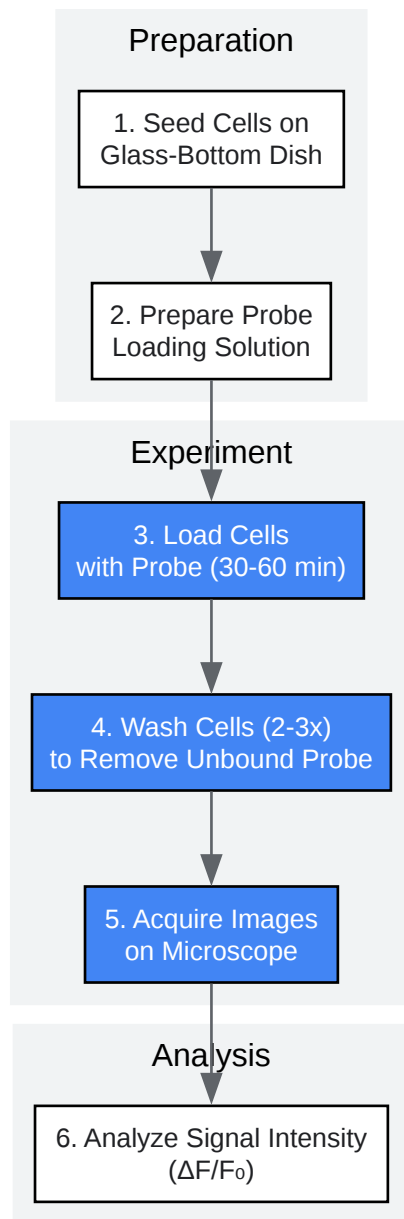 Preparation
1. Seed Cells on
Glass-Bottom Dish
2. Prepare Probe
Loading Solution
Experiment
3. Load Cells
with Probe (30-60 min)
4. Wash Cells (2-3x)
to Remove Unbound Probe
5. Acquire Images
on Microscope
Analysis
6. Analyze Signal Intensity
(ΔF/F₀)